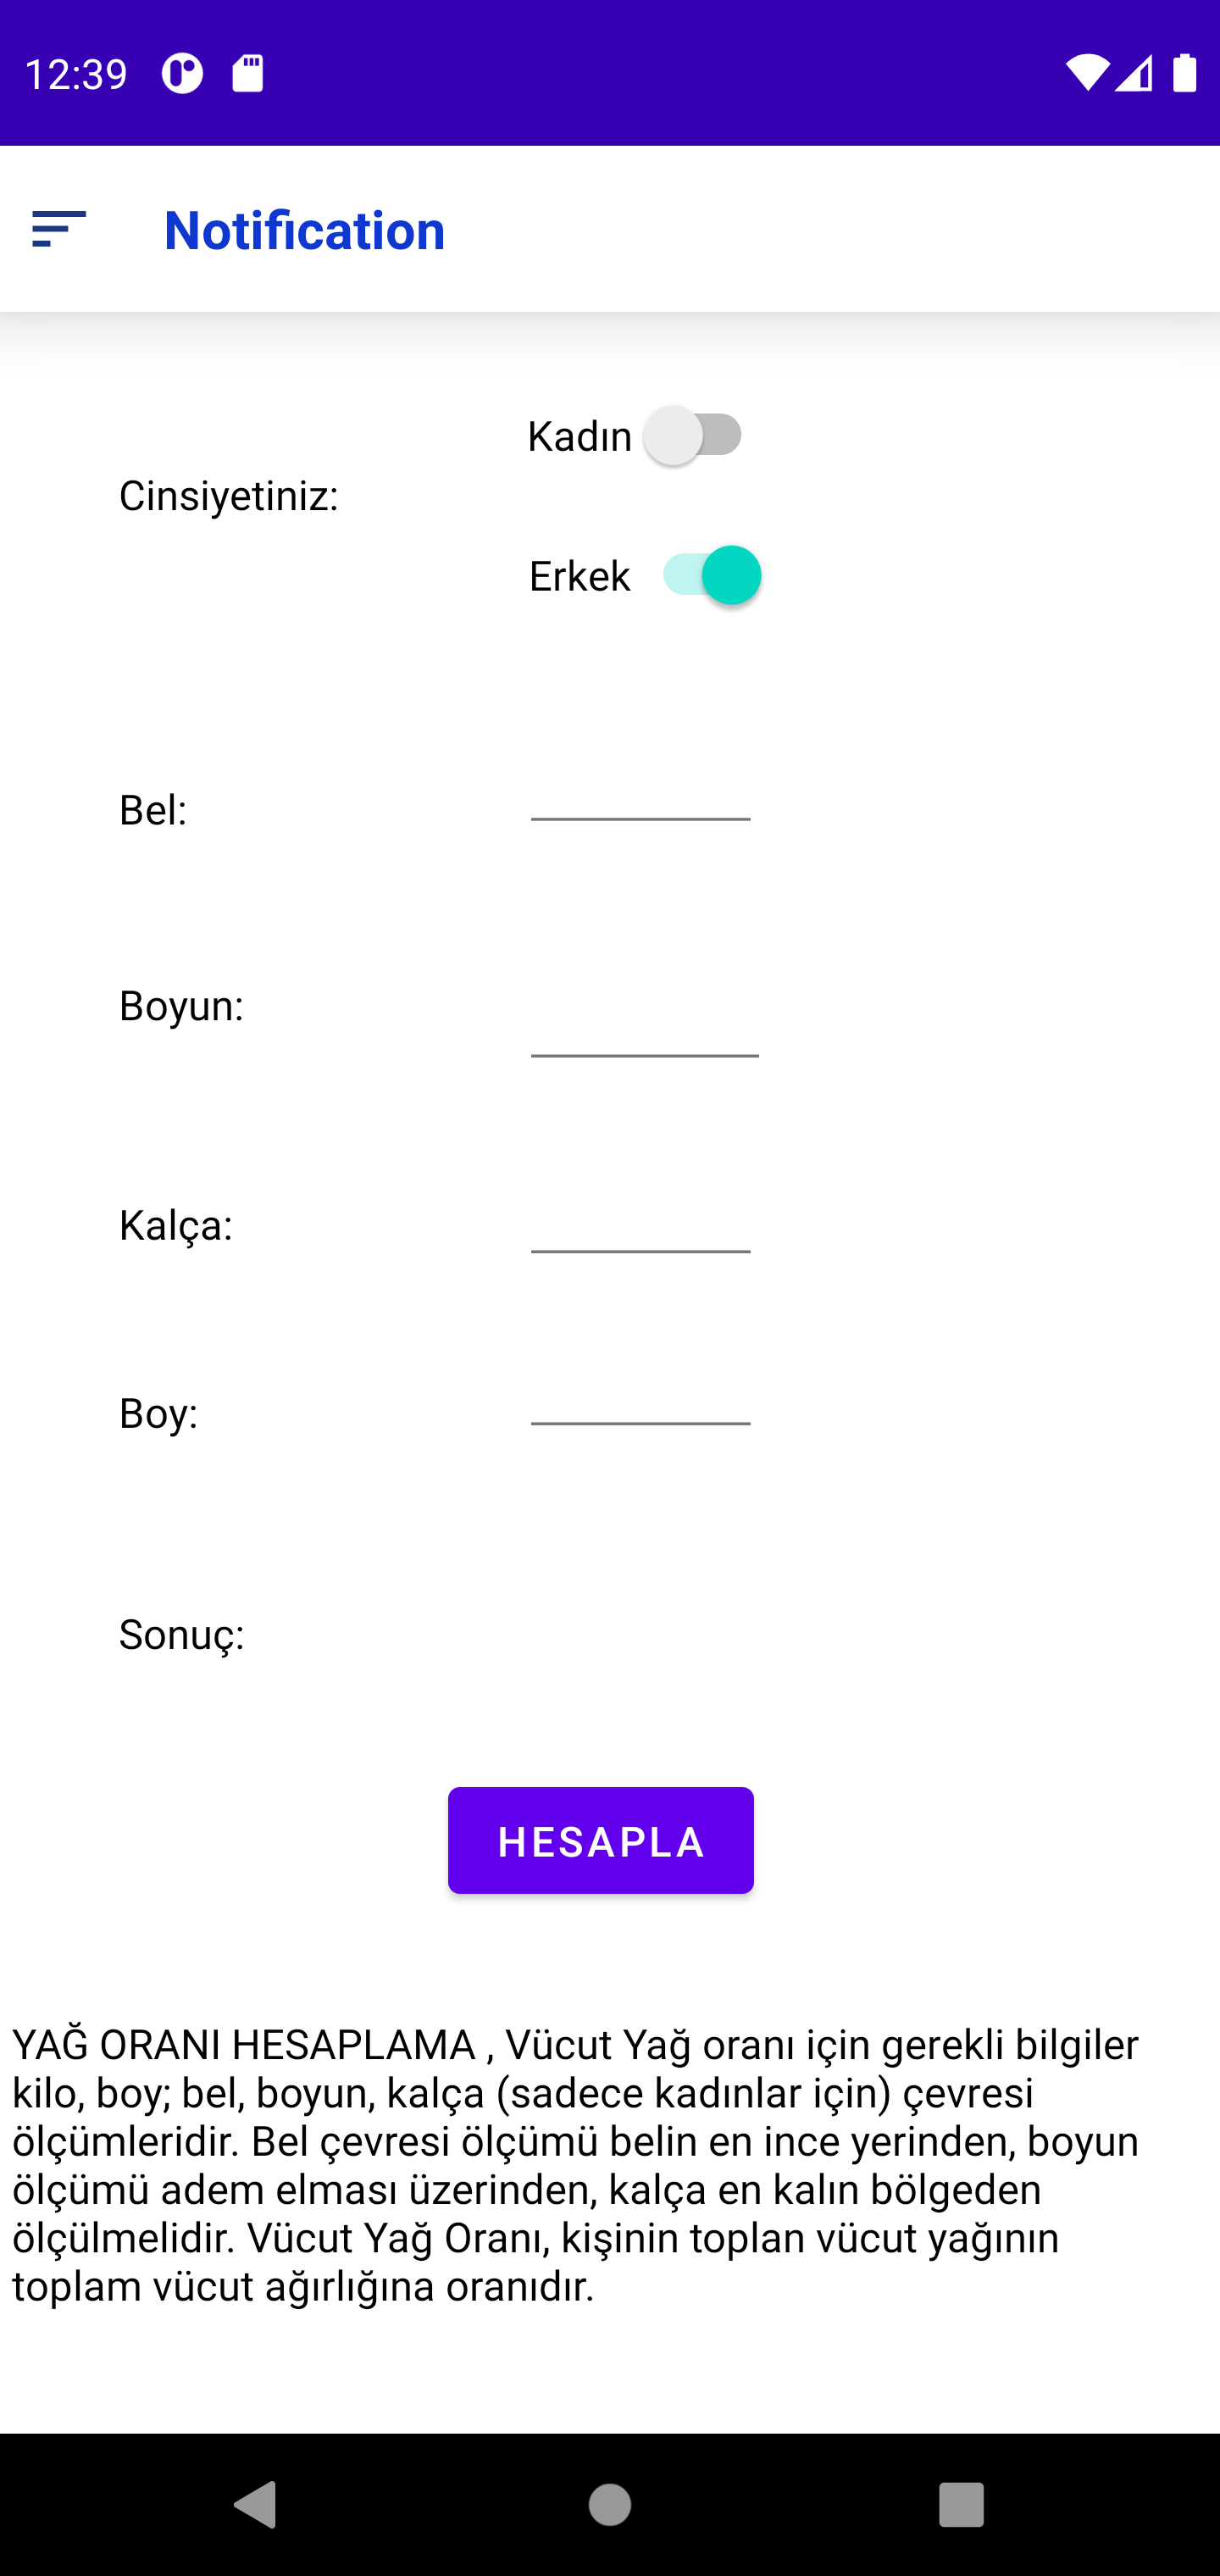 12:39
Notification
Kadın
Cinsiyetiniz:
Erkek
Bel:
Boyun:
Kalça:
Boy:
Sonuç:
HESAPLA
YAĞ ORANI HESAPLAMA , Vücut Yağ oranı için gerekli bilgiler
kilo, boy; bel, boyun, kalça (sadece kadınlar için) çevresi
ölçümleridir. Bel çevresi ölçümü belin en ince yerinden, boyun
ölçümü adem elması üzerinden, kalça en kalın bölgeden
ölçülmelidir. Vücut Yağ Oranı, kişinin toplan vücut yağının
toplam vücut ağırlığına oranıdır.